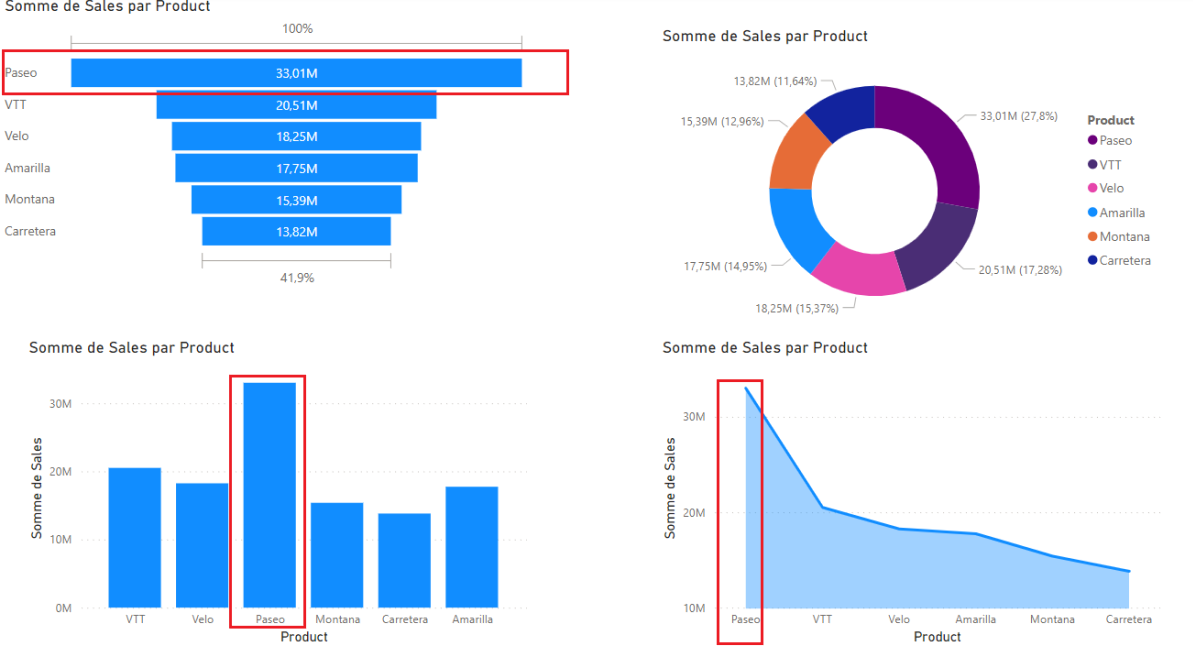 Somme de Sales par Product
100%
Paseo 33,01M
VTT 20,51M
Velo 18,25M
Amarilla 17,75M
Montana 15,39M
Carretera 13,82M
41,9%
Somme de Sales par Product
13,82M (11,64%)
15,39M (12,96%)
33,01M (27,8%)
17,75M (14,95%)
20,51M (17,28%)
18,25M (15,37%)
Product
Paseo
VTT
Velo
Amarilla
Montana
Carretera
Somme de Sales par Product
Somme de Sales
30M
20M
10M
0M
VTT Velo Paseo Montana Carretera Amarilla
Product
Somme de Sales par Product
Somme de Sales
30M
20M
10M
Paseo VTT Velo Amarilla Montana Carretera
Product